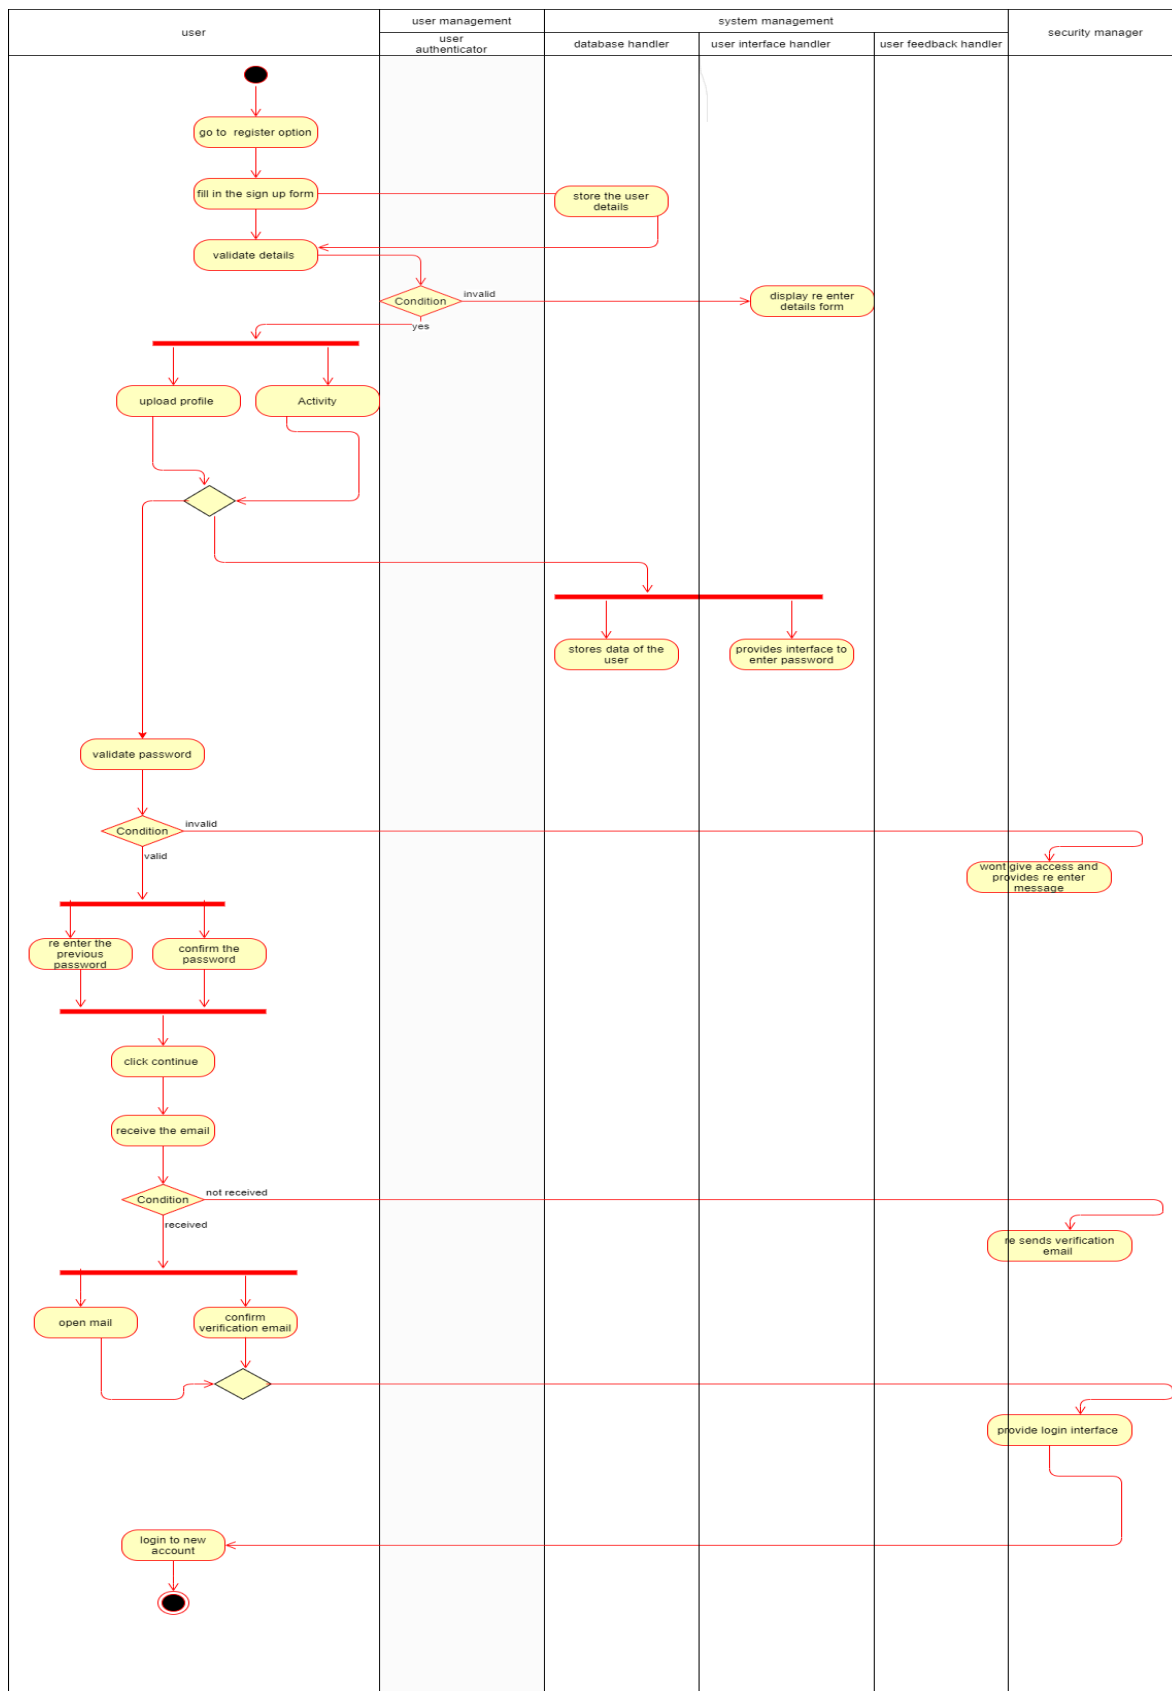 user
user management
system management
security manager
user
authenticator
database handler
user interface handler
user feedback handler
go to  register option
fill in the sign up form
store the user
details
validate details
Condition
invalid
display re enter
details form
yes
upload profile
Activity
stores data of the
user
provides interface to
enter password
validate password
Condition
invalid
valid
wont give access and
provides re enter
message
re enter the
previous
password
confirm the
password
click continue
receive the email
Condition
not received
received
re sends verification
email
open mail
confirm
verification email
provide login interface
login to new
account